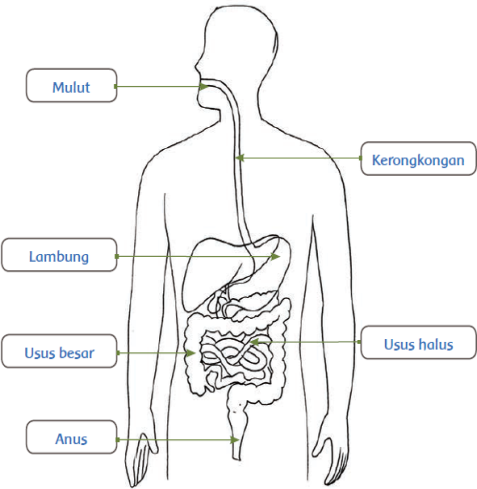 Mulut
Kerongkongan
Lambung
Usus besar
Usus halus
Anus